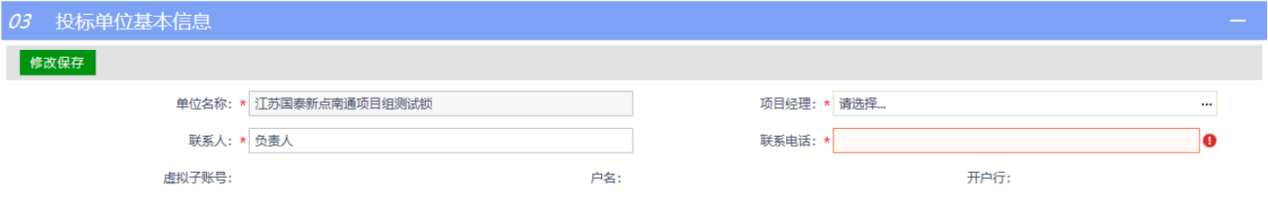 03 投标单位基本信息
修改保存
单位名称: * 江苏国泰新点南通项目组测试锁 项目经理: * 请选择... ...
联系人: * 负责人 联系电话: *
虚拟子账号: 户名: 开户行: